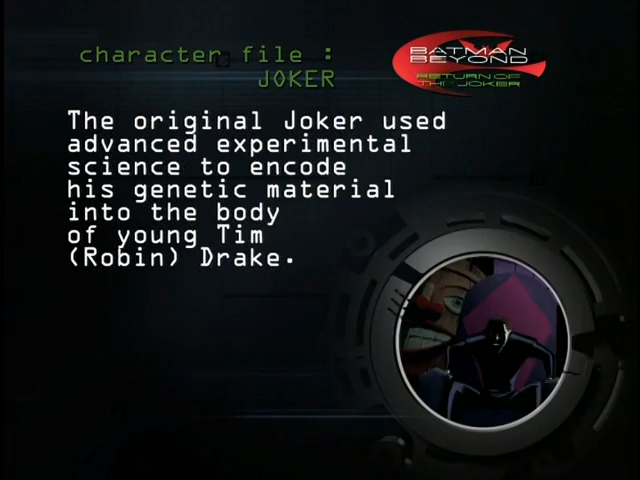 character file :
JOKER
BATMAN
BEYOND
RETURN OF
THE JOKER
The original Joker used
advanced experimental
science to encode
his genetic material
into the body
of young Tim
(Robin) Drake.